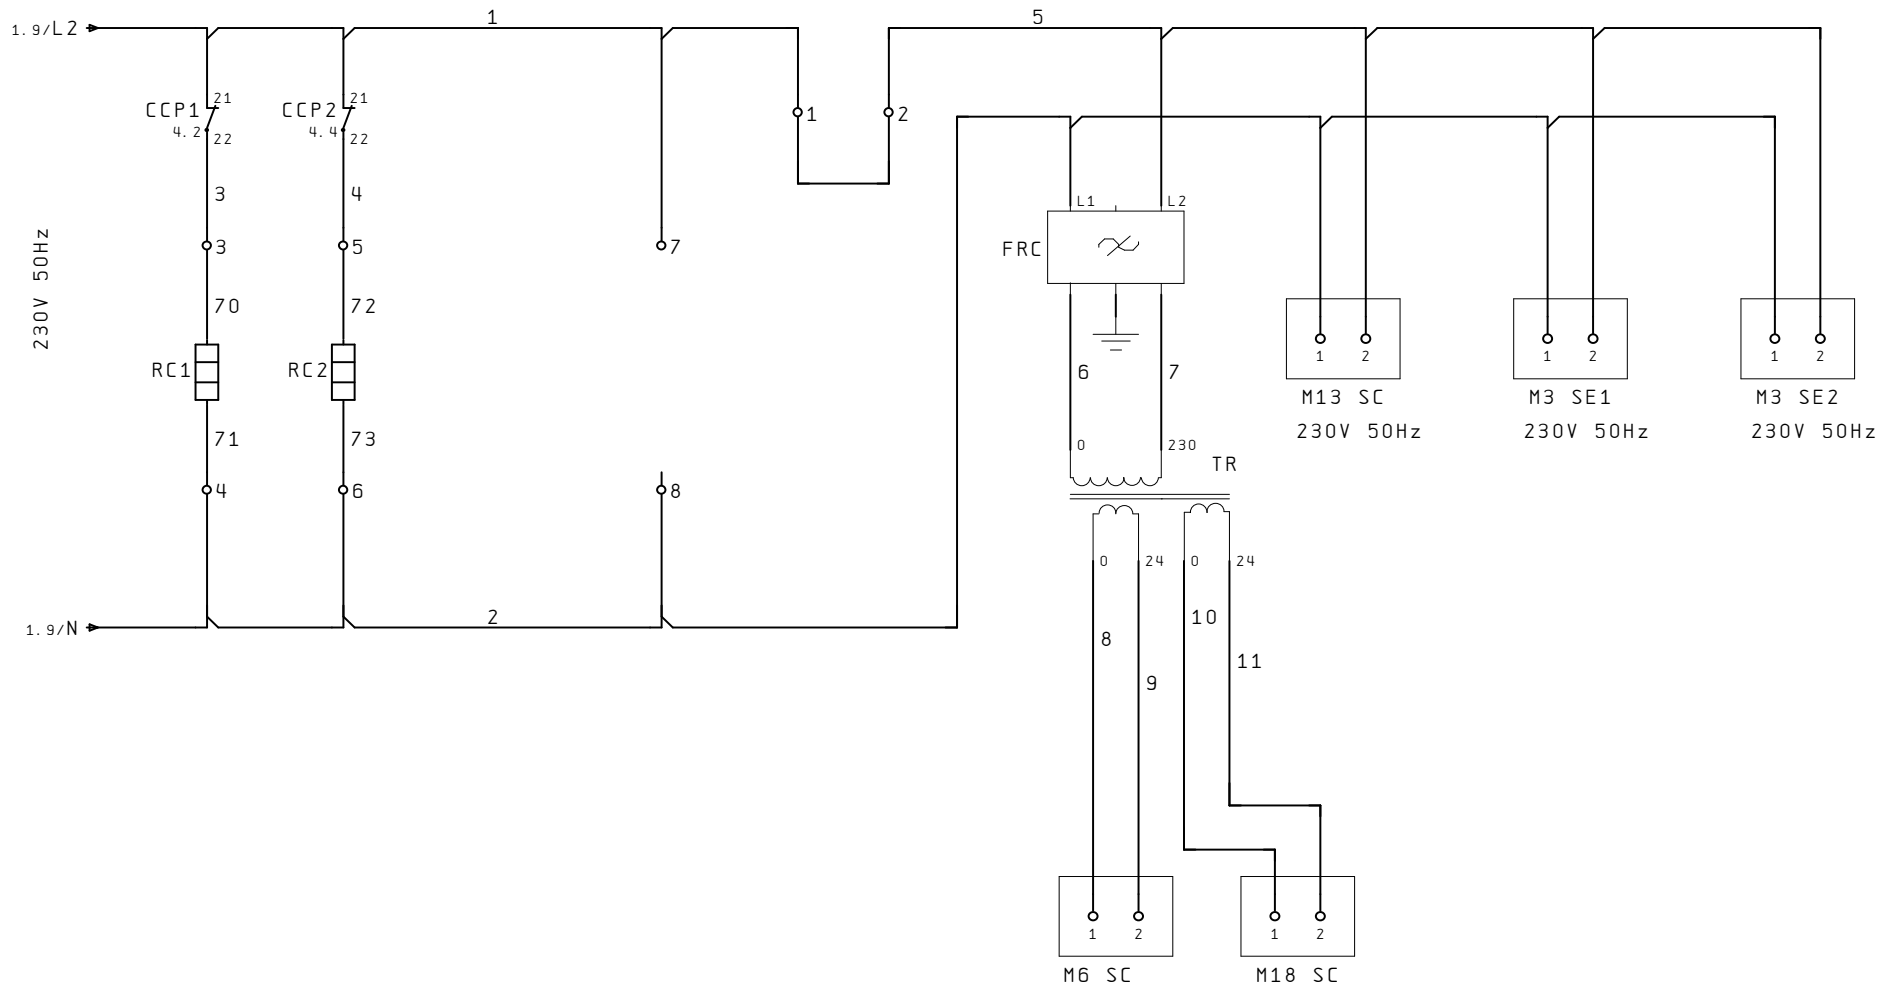 1 5
1.9/L2
CCP1 21
4.2 22
CCP2 21
4.4 22
1 2
3 4
L1 L2
230V 50Hz
3 5 7
FRC
70 72
RC1 RC2
6 7
1 2 1 2 1 2
M13 SC M3 SE1 M3 SE2
230V 50Hz 230V 50Hz 230V 50Hz
71 73
0 230
TR
4 6 8
0 24 0 24
1.9/N 2
8 10
9 11
1 2 1 2
M6 SC M18 SC